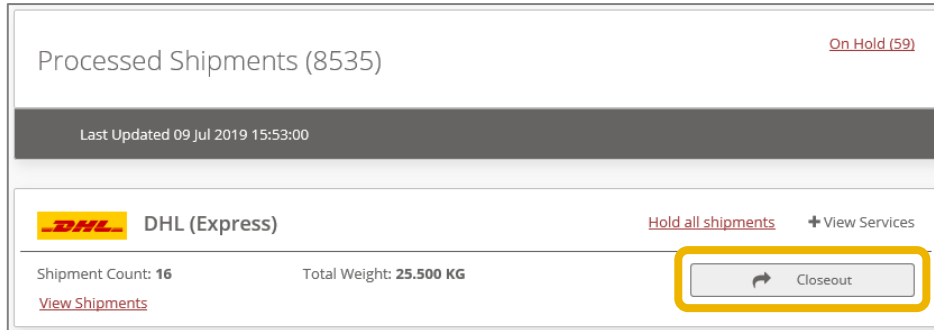 Processed Shipments (8535)
On Hold (59)
Last Updated 09 Jul 2019 15:53:00
DHL
DHL (Express)
Hold all shipments
View Services
Shipment Count: 16
Total Weight: 25.500 KG
Closeout
View Shipments